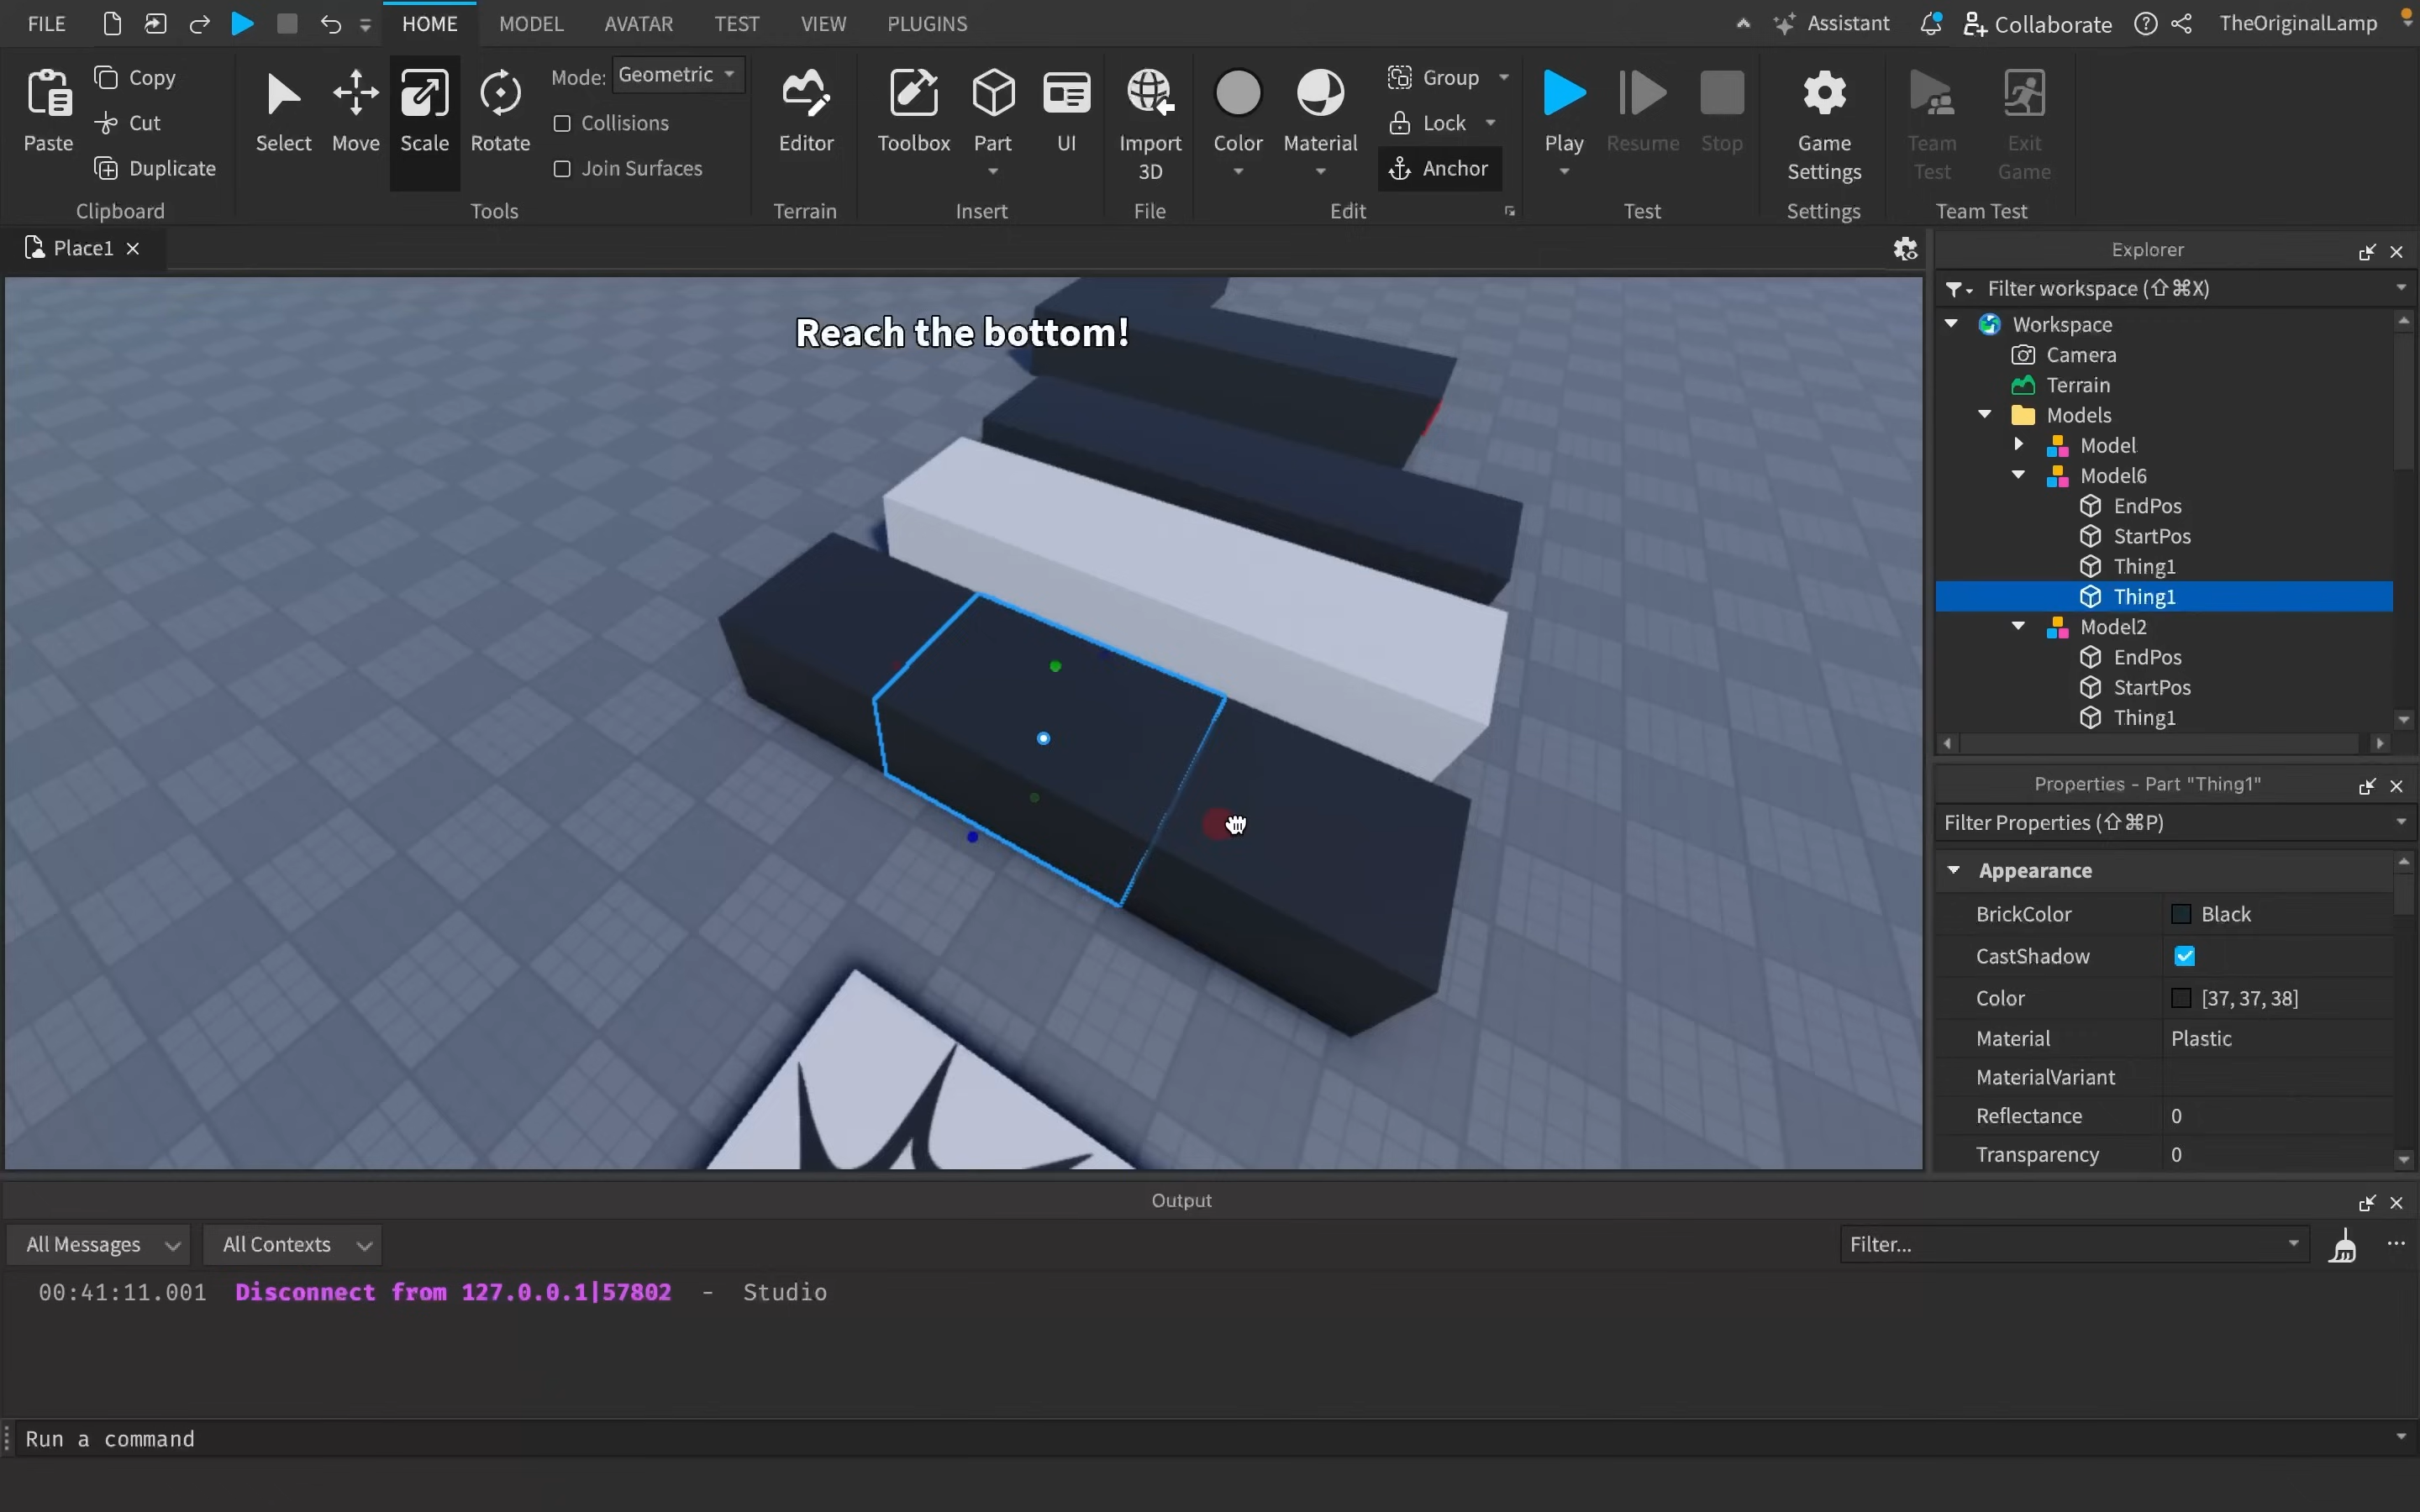 FILE HOME MODEL AVATAR TEST VIEW PLUGINS Assistant Collaborate TheOriginalLamp
Paste Copy Cut Duplicate
Clipboard
Select Move Scale Rotate Mode: Geometric
Collisions
Join Surfaces
Tools
Editor
Terrain
Toolbox Part UI
Insert
Import
3D
File
Color Material Group
Lock
Anchor
Edit
Play Resume Stop
Test
Game
Settings
Settings
Team
Test
Exit
Game
Team Test
Place1
Reach the bottom!
Explorer
Filter workspace (⇧⌘X)
Workspace
Camera
Terrain
Models
Model
Model6
EndPos
StartPos
Thing1
Thing1
Model2
EndPos
StartPos
Thing1
Properties - Part "Thing1"
Filter Properties (⇧⌘P)
Appearance
BrickColor Black
CastShadow
Color [37, 37, 38]
Material Plastic
MaterialVariant
Reflectance 0
Transparency 0
Output
All Messages All Contexts Filter...
00:41:11.001 Disconnect from 127.0.0.1|57802 - Studio
Run a command